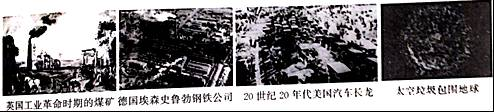 英国工业革命时期的煤矿 德国埃森史鲁勃钢铁公司 20世纪20年代美国汽车长龙 太空垃圾包围地球